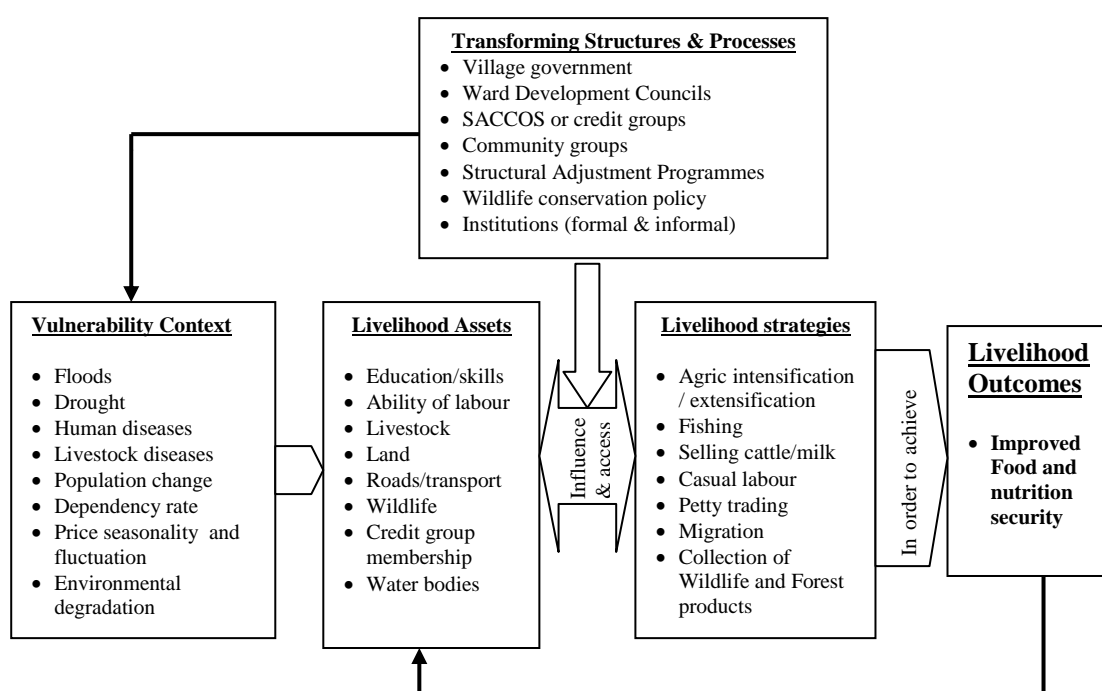 Transforming Structures & Processes
• Village government
• Ward Development Councils
• SACCOS or credit groups
• Community groups
• Structural Adjustment Programmes
• Wildlife conservation policy
• Institutions (formal & informal)
Vulnerability Context
• Floods
• Drought
• Human diseases
• Livestock diseases
• Population change
• Dependency rate
• Price seasonality and
fluctuation
• Environmental
degradation
Livelihood Assets
• Education/skills
• Ability of labour
• Livestock
• Land
• Roads/transport
• Wildlife
• Credit group
membership
• Water bodies
Influence
& access
Livelihood strategies
• Agric intensification
/ extensification
• Fishing
• Selling cattle/milk
• Casual labour
• Petty trading
• Migration
• Collection of
Wildlife and Forest
products
In order to achieve
Livelihood
Outcomes
• Improved
Food and
nutrition
security